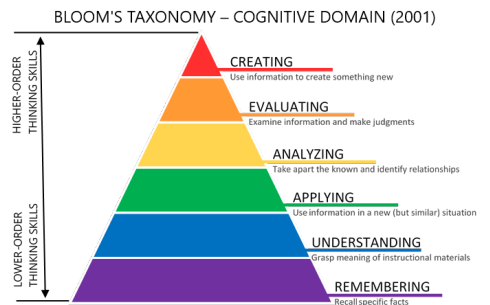 BLOOM'S TAXONOMY – COGNITIVE DOMAIN (2001)
HIGHER-ORDER
THINKING SKILLS
LOWER-ORDER
THINKING SKILLS
CREATING
Use information to create something new
EVALUATING
Examine information and make judgments
ANALYZING
Take apart the known and identify relationships
APPLYING
Use information in a new (but similar) situation
UNDERSTANDING
Grasp meaning of instructional materials
REMEMBERING
Recall specific facts